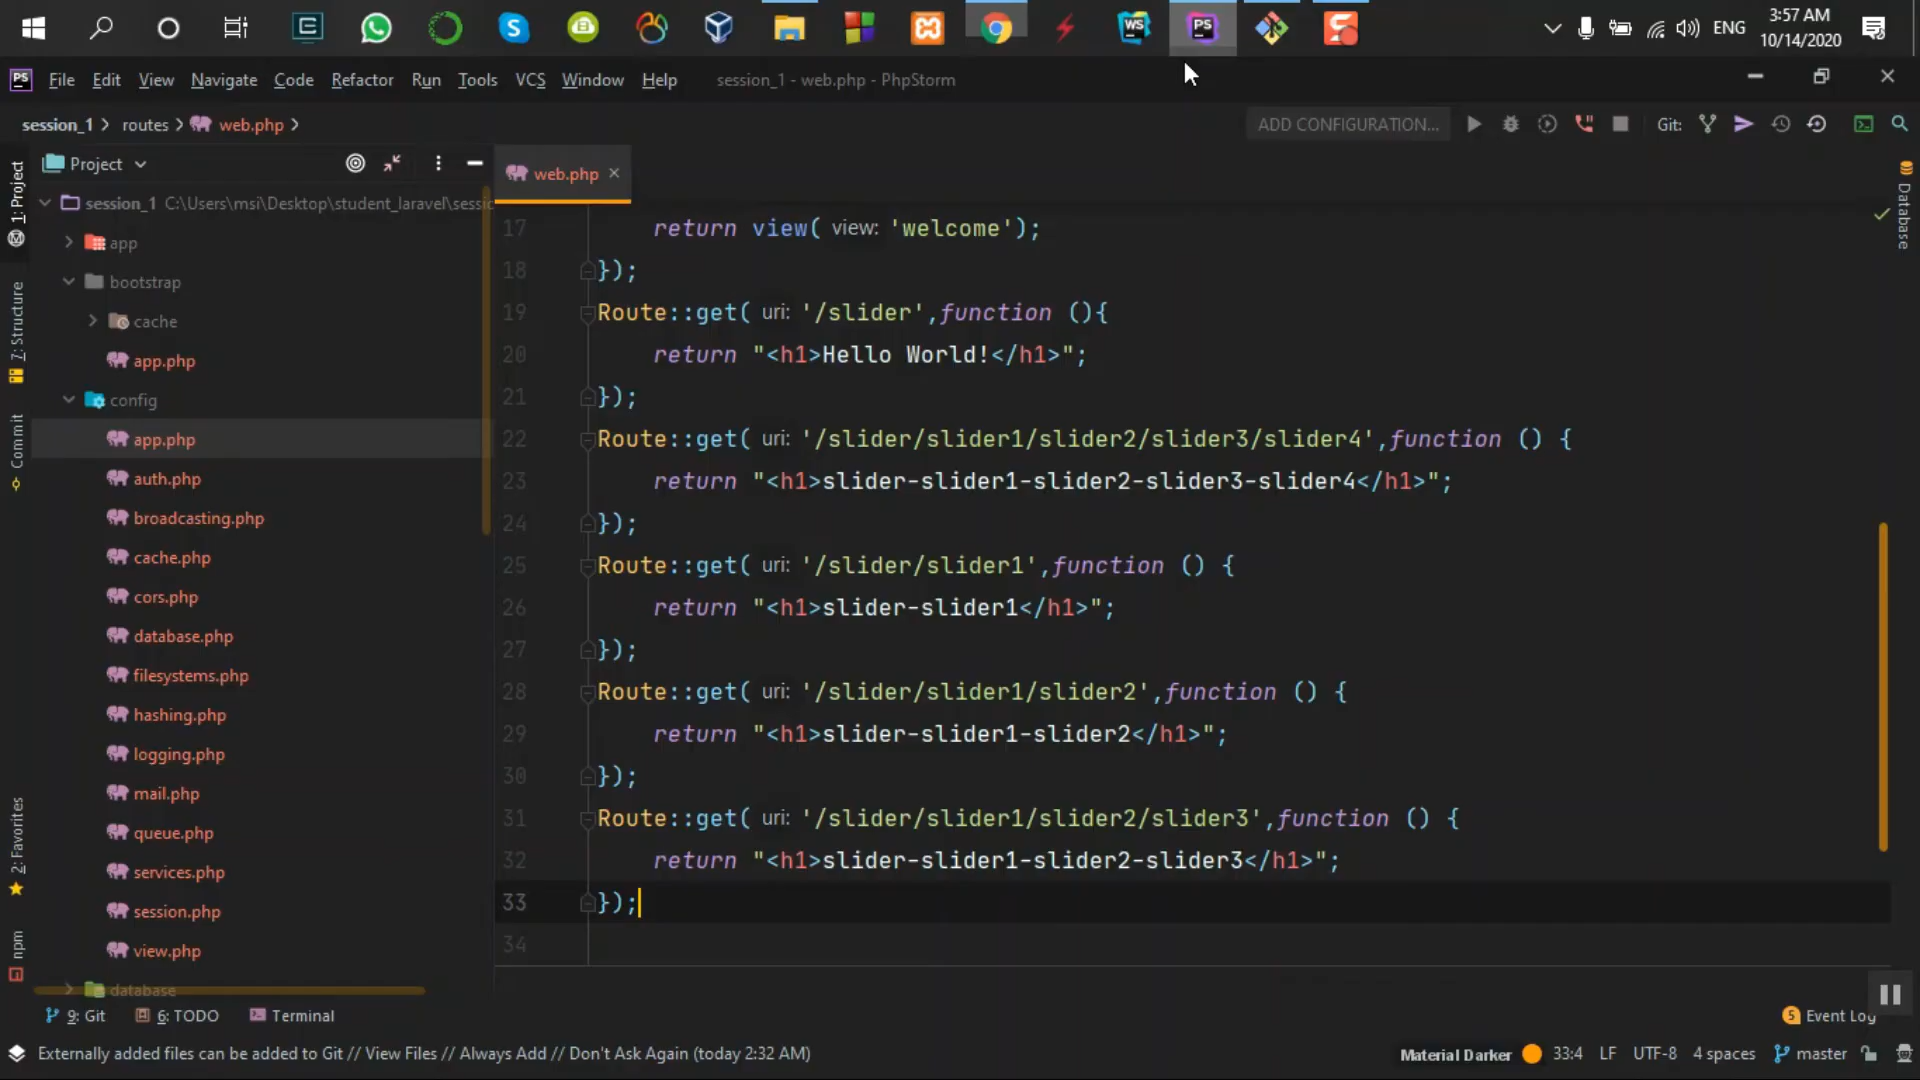 3:57 AM
ENG
10/14/2020
PS File Edit View Navigate Code Refactor Run Tools VCS Window Help session_1 - web.php - PhpStorm
session_1 routes web.php
ADD CONFIGURATION... Git:
Project
web.php
1: Project
7: Structure
Commit
2: Favorites
npm
Database
session_1 C:\Users\msi\Desktop\student_laravel\sessic
app
bootstrap
cache
app.php
config
app.php
auth.php
broadcasting.php
cache.php
cors.php
database.php
filesystems.php
hashing.php
logging.php
mail.php
queue.php
services.php
session.php
view.php
database
17 return view( view: 'welcome');
18 });
19 Route::get( uri: '/slider',function (){
20 return "<h1>Hello World!</h1>";
21 });
22 Route::get( uri: '/slider/slider1/slider2/slider3/slider4',function () {
23 return "<h1>slider-slider1-slider2-slider3-slider4</h1>";
24 });
25 Route::get( uri: '/slider/slider1',function () {
26 return "<h1>slider-slider1</h1>";
27 });
28 Route::get( uri: '/slider/slider1/slider2',function () {
29 return "<h1>slider-slider1-slider2</h1>";
30 });
31 Route::get( uri: '/slider/slider1/slider2/slider3',function () {
32 return "<h1>slider-slider1-slider2-slider3</h1>";
33 });
34
9: Git 6: TODO Terminal
5 Event Log
Externally added files can be added to Git // View Files // Always Add // Don't Ask Again (today 2:32 AM)
Material Darker 33:4 LF UTF-8 4 spaces master